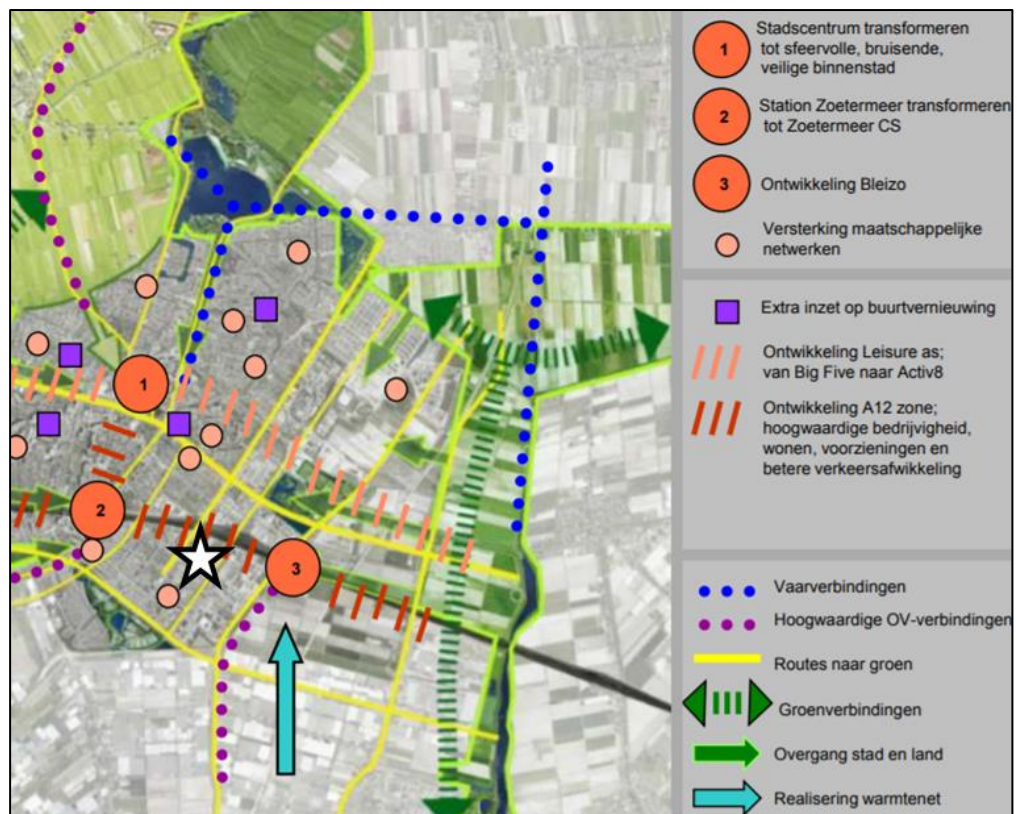 1
Stadscentrum transformeren
tot sfeervolle, bruisende,
veilige binnenstad
2
Station Zoetermeer transformeren
tot Zoetermeer CS
3
Ontwikkeling Bleizo
Versterking maatschappelijke
netwerken
Extra inzet op buurtvernieuwing
Ontwikkeling Leisure as;
van Big Five naar Activ8
Ontwikkeling A12 zone;
hoogwaardige bedrijvigheid,
wonen, voorzieningen en
betere verkeersafwikkeling
Vaarverbindingen
Hoogwaardige OV-verbindingen
Routes naar groen
Groenverbindingen
Overgang stad en land
Realisering warmtenet
1
2
3